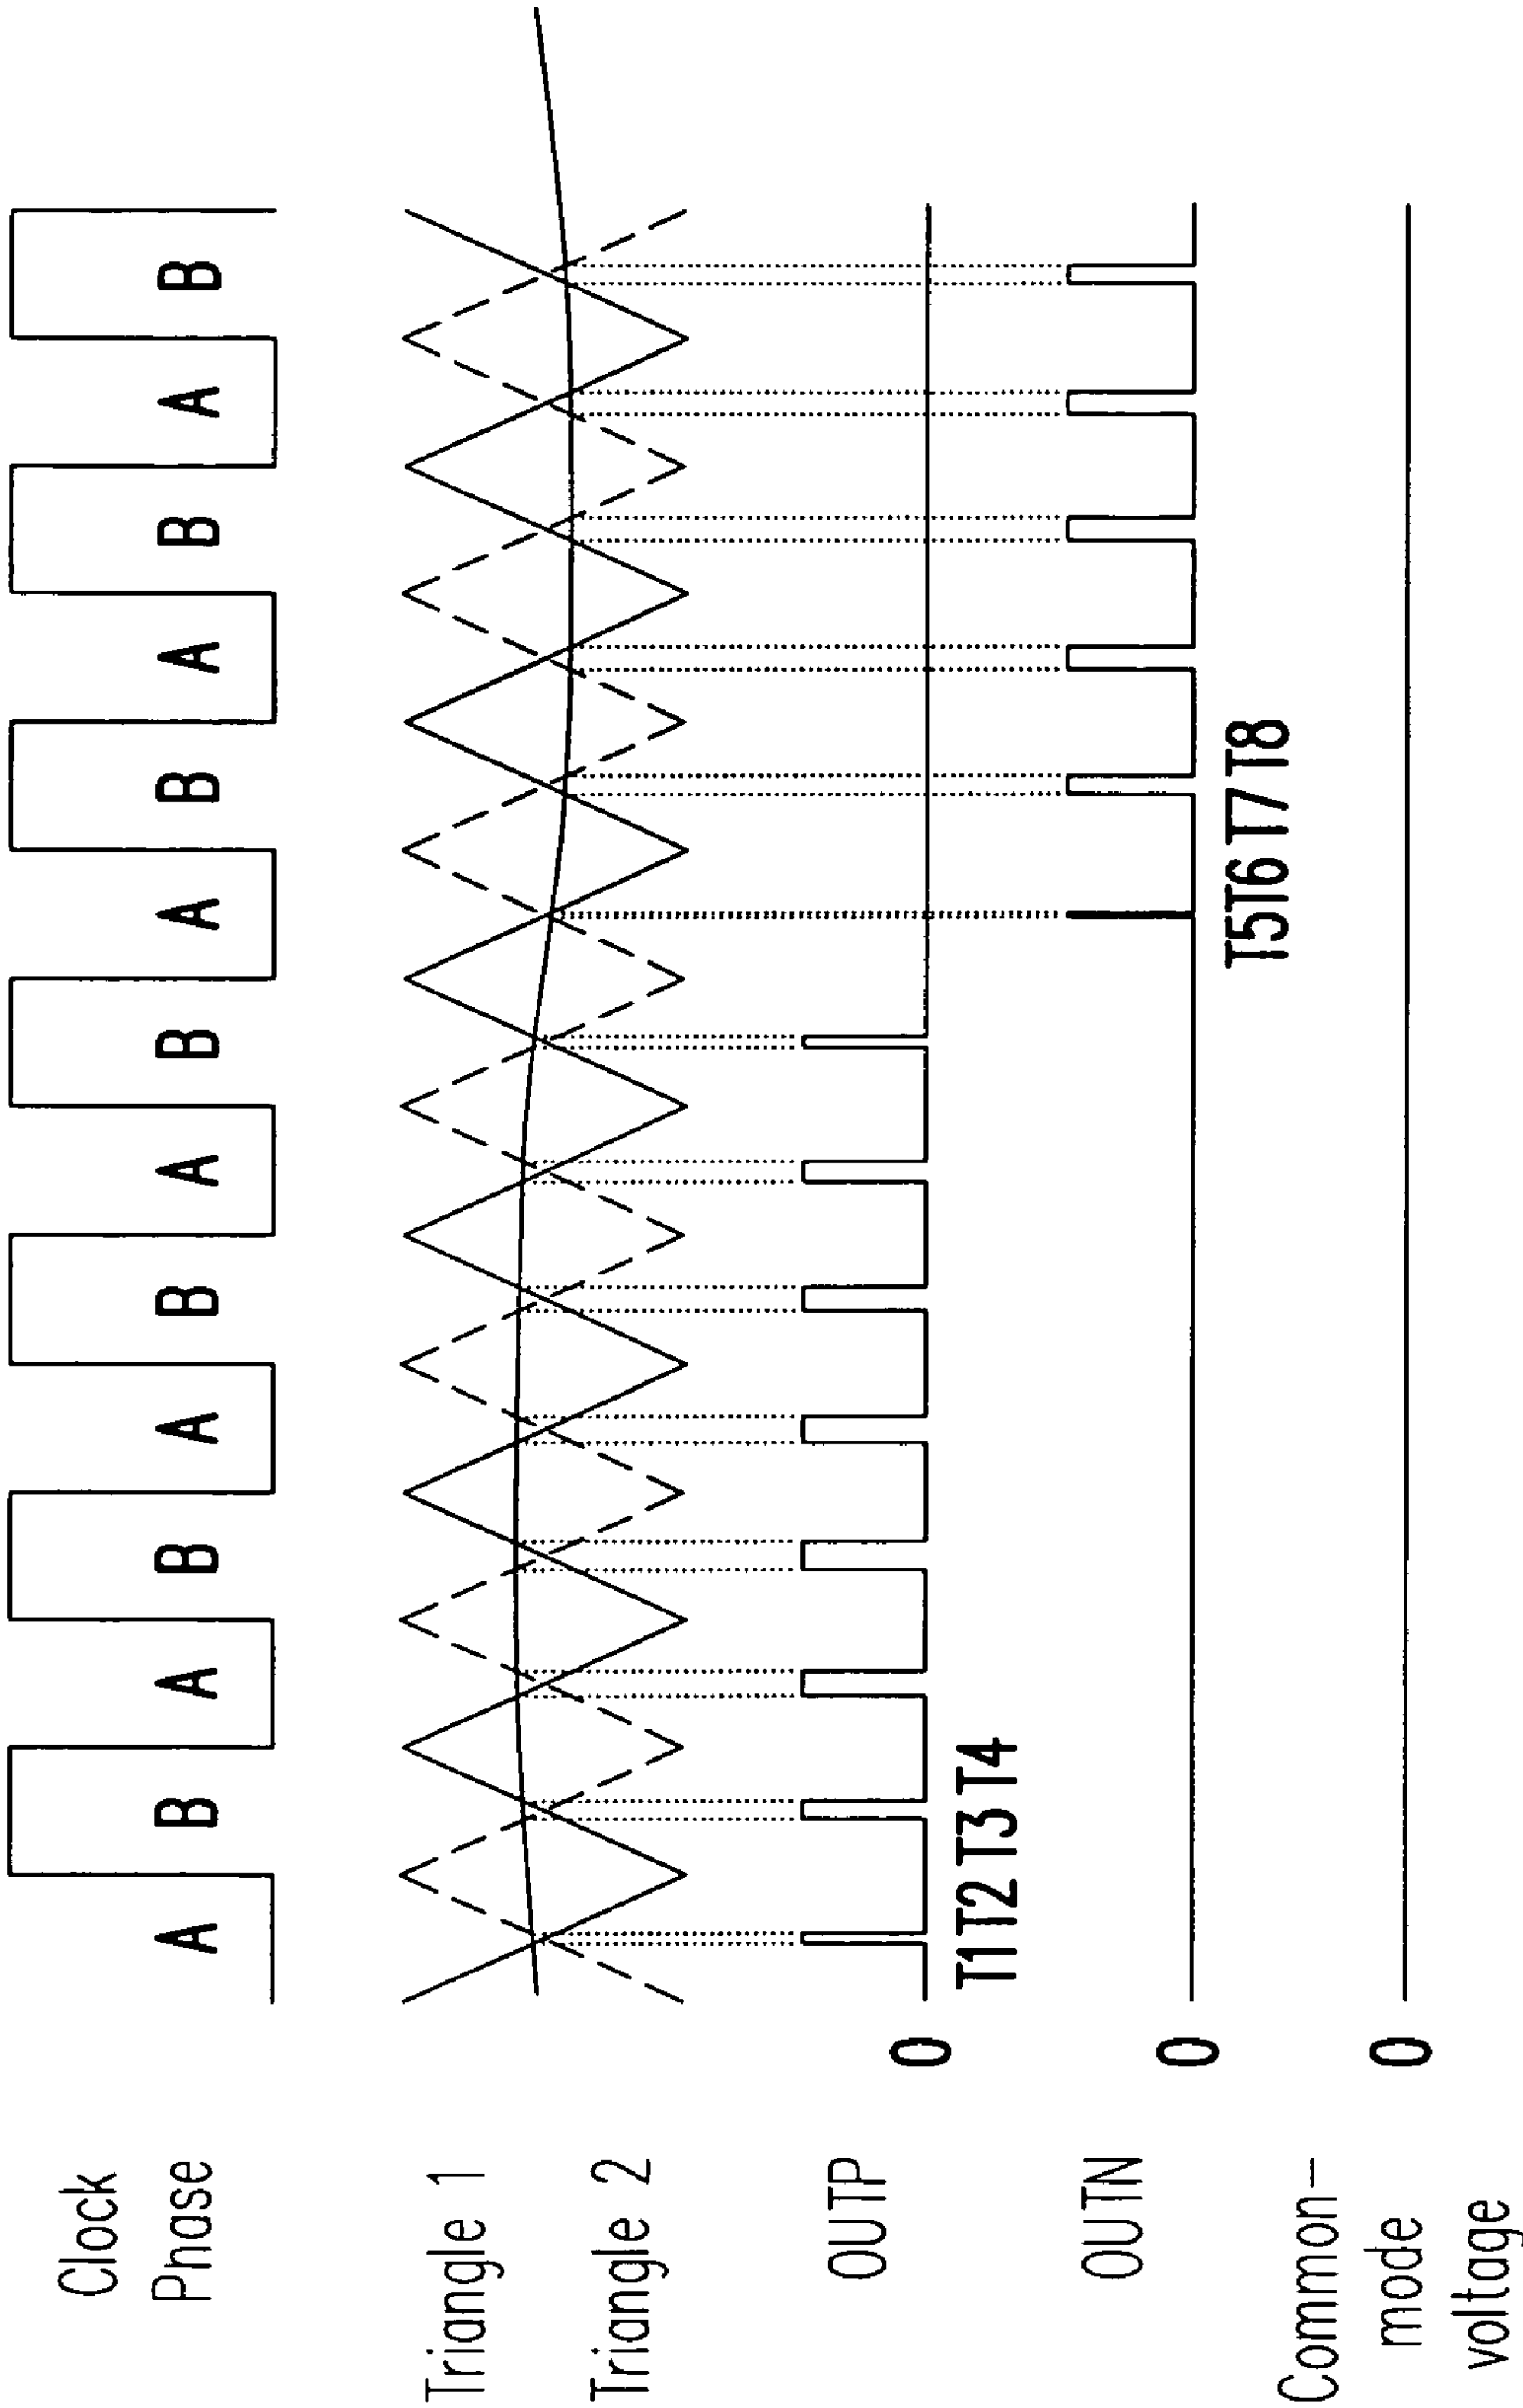 Clock
Phase
A B A B A B A B A B A B A B
Triangle 1
Triangle 2
OUTP
0
T1 T2 T3 T4
OUTN
0
T5 T6 T7 T8
Common-
mode
voltage
0